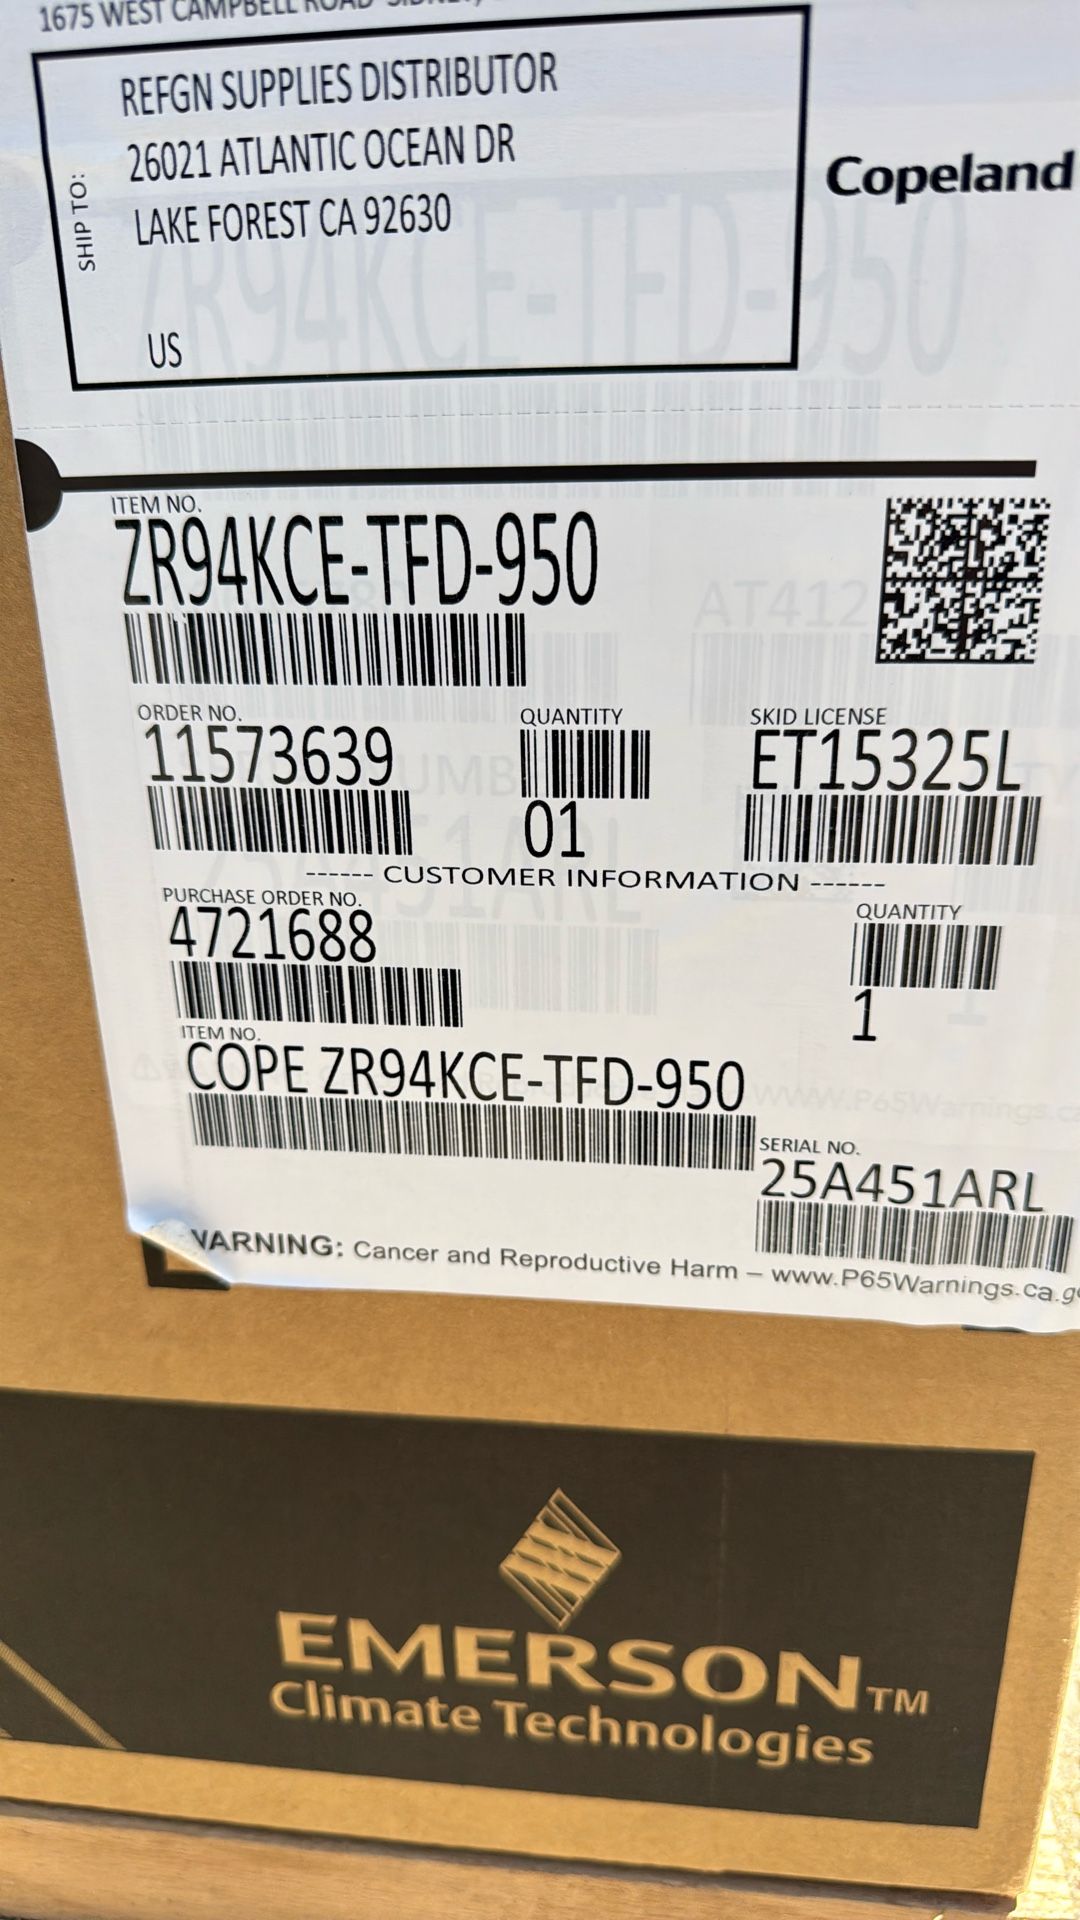 1675 WEST CAMPBELL ROAD SIDNEY,
SHIP TO:
REFGN SUPPLIES DISTRIBUTOR
26021 ATLANTIC OCEAN DR
LAKE FOREST CA 92630
US
Copeland
ITEM NO.
ZR94KCE-TFD-950
ORDER NO.
11573639
QUANTITY
01
SKID LICENSE
ET15325L
------ CUSTOMER INFORMATION ------
PURCHASE ORDER NO.
4721688
QUANTITY
1
ITEM NO.
COPE ZR94KCE-TFD-950
SERIAL NO.
25A451ARL
WARNING: Cancer and Reproductive Harm – www.P65Warnings.ca.g
EMERSON™
Climate Technologies